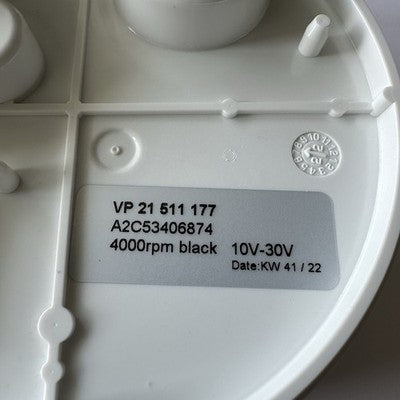 VP 21 511 177
A2C53406874
4000rpm black 10V-30V
Date:KW 41 / 22